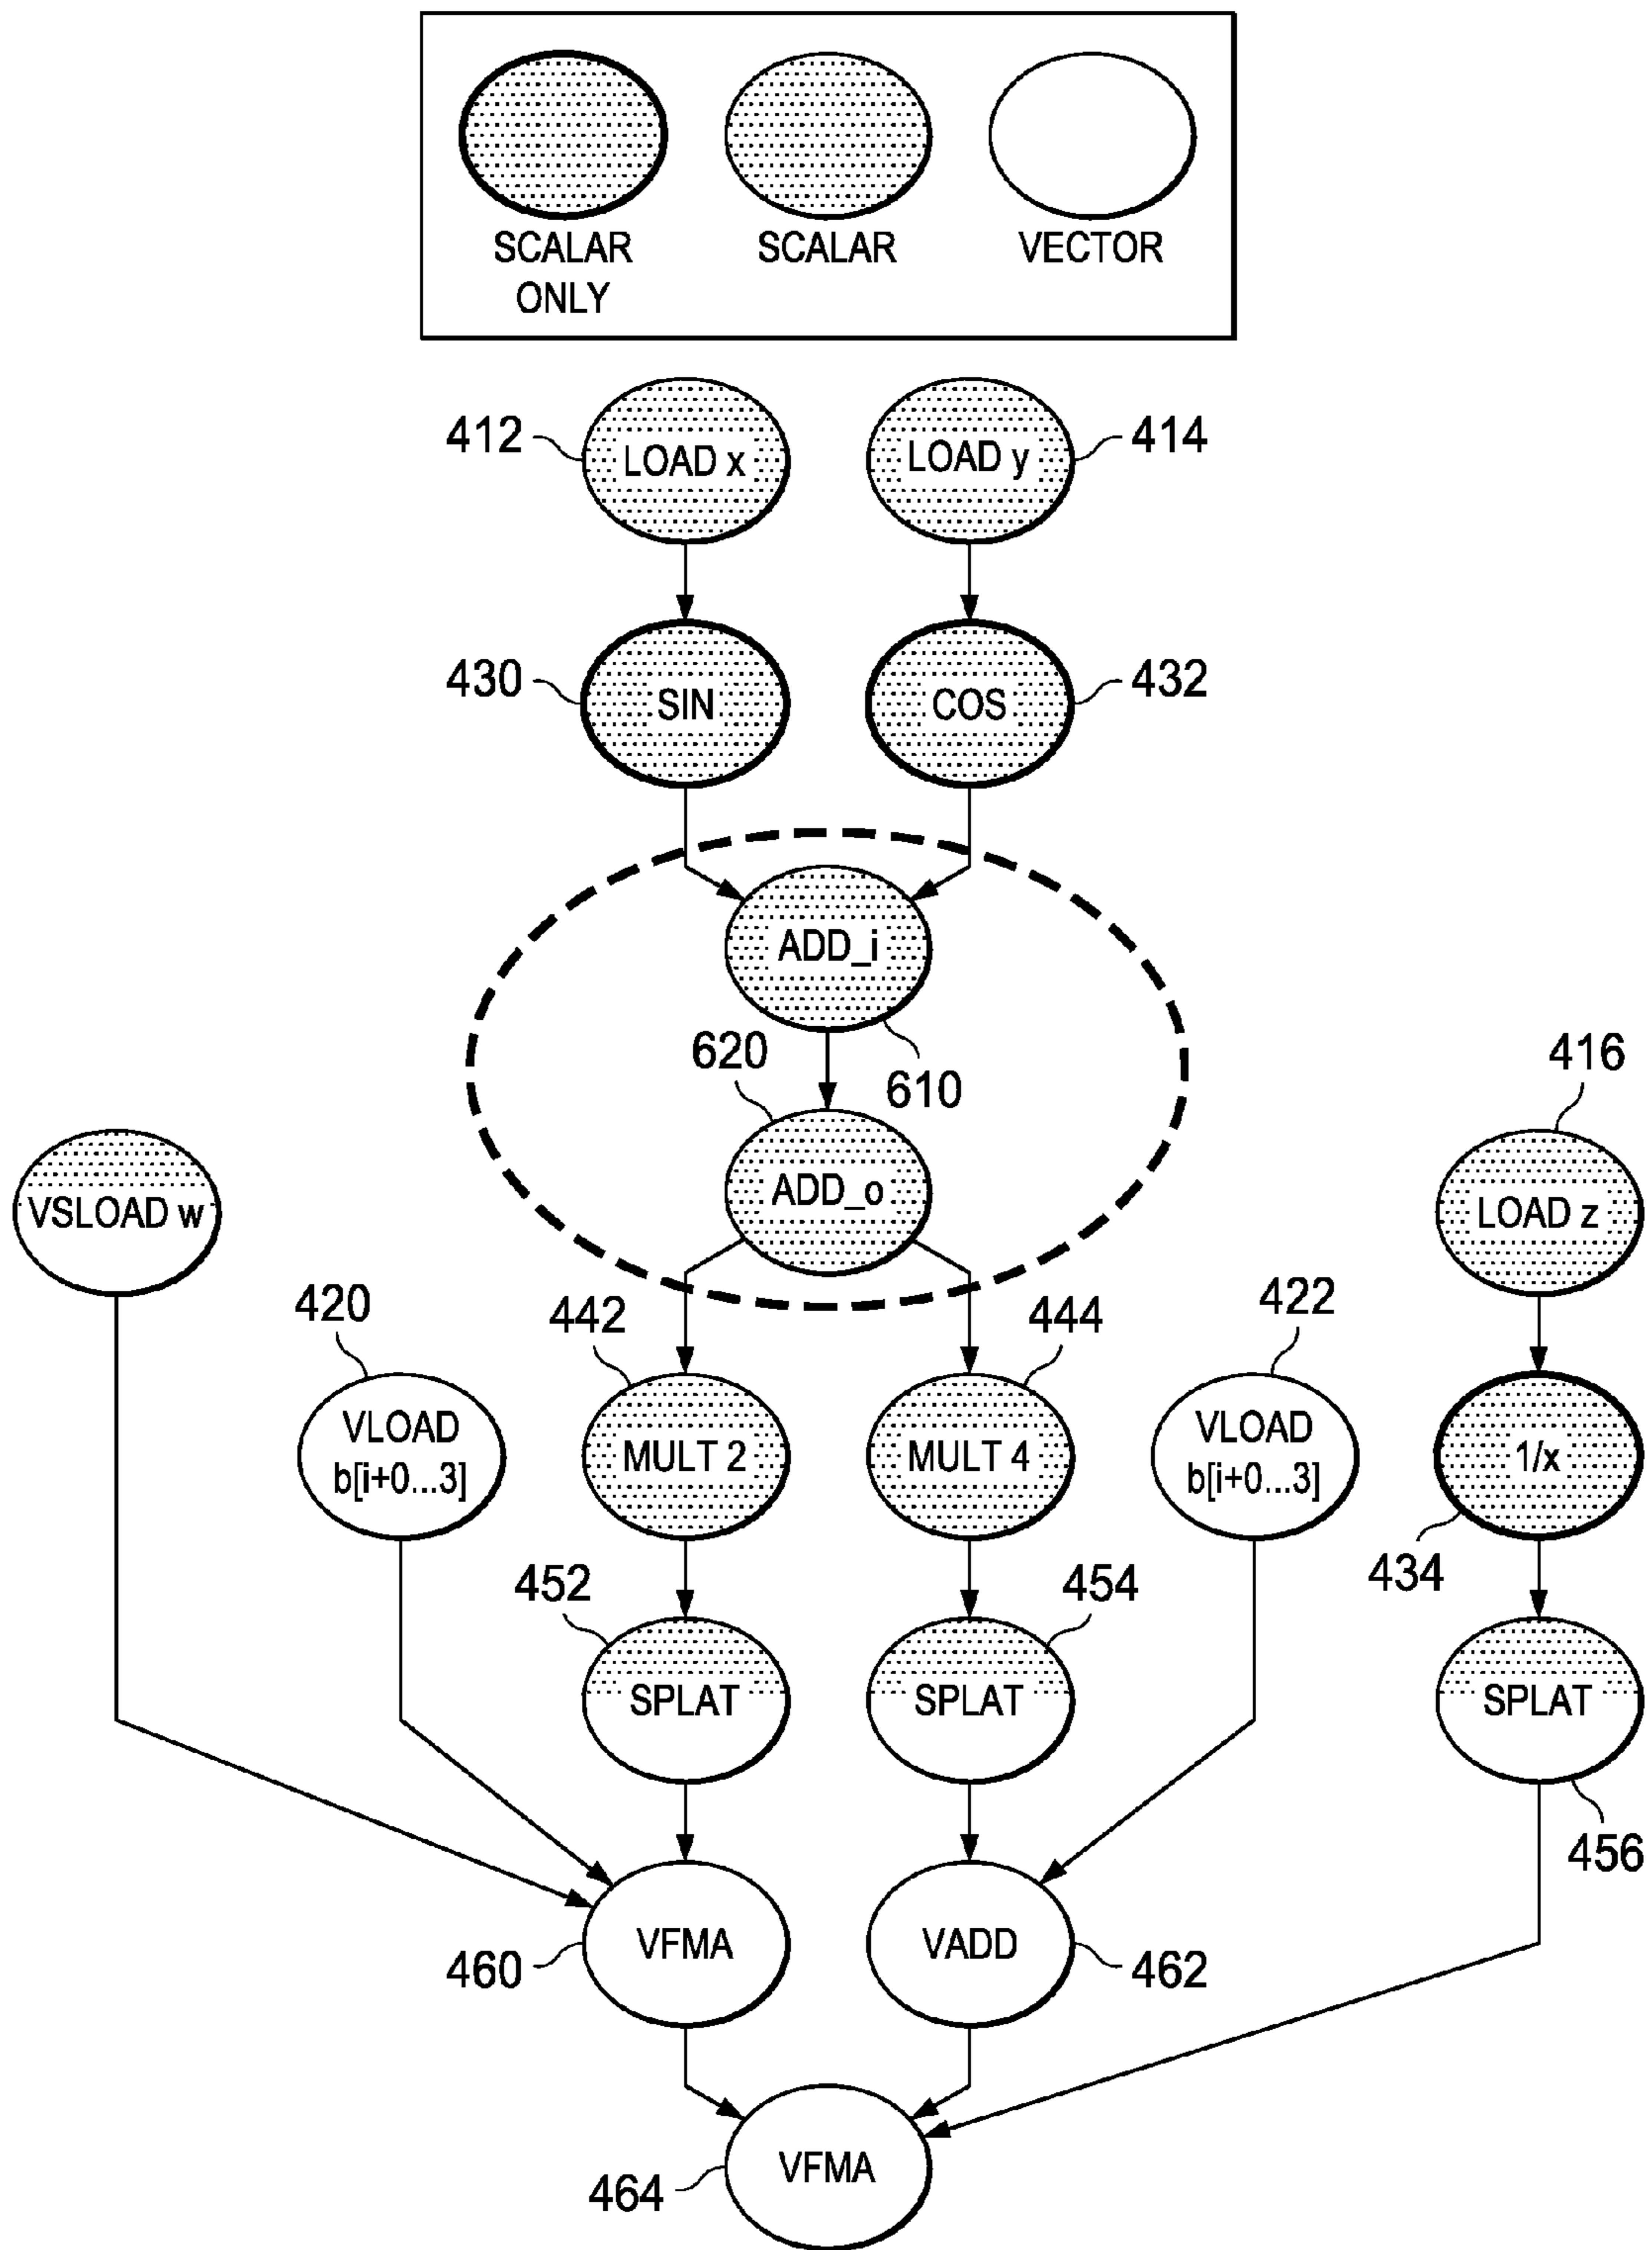 SCALAR
ONLY
SCALAR
VECTOR
412
LOAD x
LOAD y
414
430
SIN
COS
432
ADD_i
620
610
416
VSLOAD w
ADD_o
LOAD z
420
442
444
422
VLOAD
b[i+0...3]
MULT 2
MULT 4
VLOAD
b[i+0...3]
1/x
452
454
434
SPLAT
SPLAT
SPLAT
456
460
VFMA
VADD
462
464
VFMA